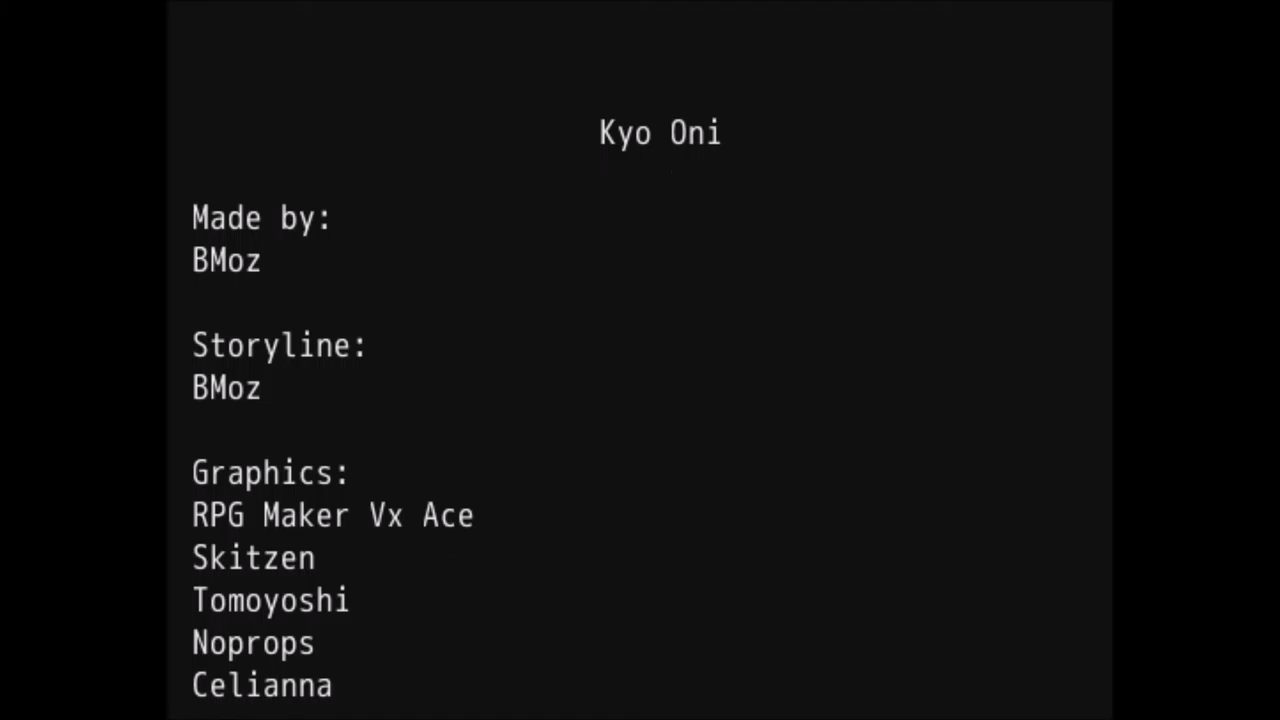 Kyo Oni
Made by:
BMoz
Storyline:
BMoz
Graphics:
RPG Maker Vx Ace
Skitzen
Tomoyoshi
Noprops
Celianna